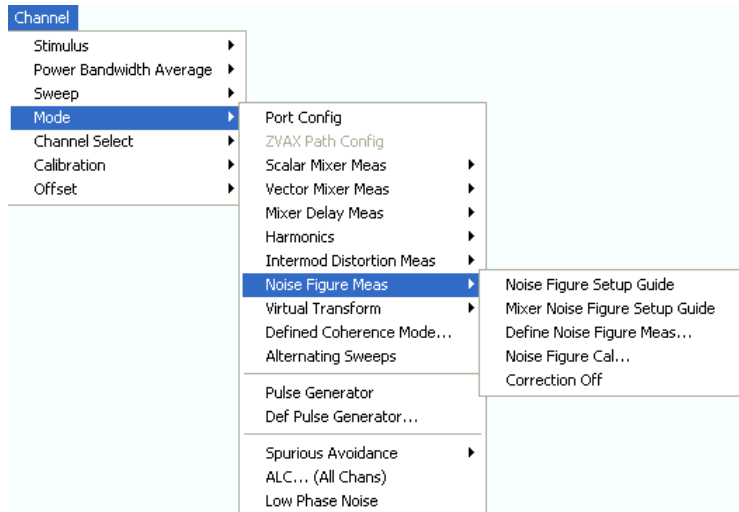 Channel
Stimulus
Power Bandwidth Average
Sweep
Mode
Channel Select
Calibration
Offset
Port Config
ZVAX Path Config
Scalar Mixer Meas
Vector Mixer Meas
Mixer Delay Meas
Harmonics
Intermod Distortion Meas
Noise Figure Meas
Virtual Transform
Defined Coherence Mode...
Alternating Sweeps
Pulse Generator
Def Pulse Generator...
Spurious Avoidance
ALC... (All Chans)
Low Phase Noise
Noise Figure Setup Guide
Mixer Noise Figure Setup Guide
Define Noise Figure Meas...
Noise Figure Cal...
Correction Off